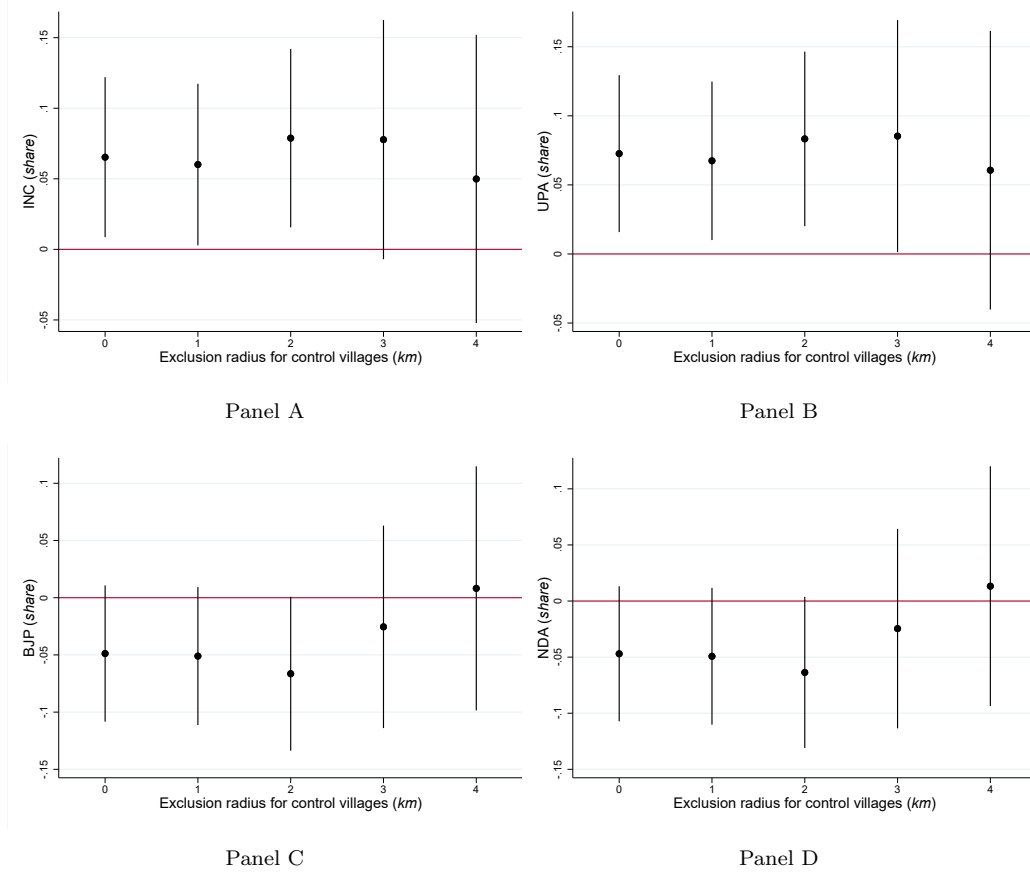 INC (share)
.15
.1
.05
0
-.05
0 1 2 3 4
Exclusion radius for control villages (km)
Panel A
UPA (share)
.15
.1
.05
0
-.05
0 1 2 3 4
Exclusion radius for control villages (km)
Panel B
BJP (share)
.1
.05
0
-.05
-.1
-.15
0 1 2 3 4
Exclusion radius for control villages (km)
Panel C
NDA (share)
.1
.05
0
-.05
-.1
-.15
0 1 2 3 4
Exclusion radius for control villages (km)
Panel D